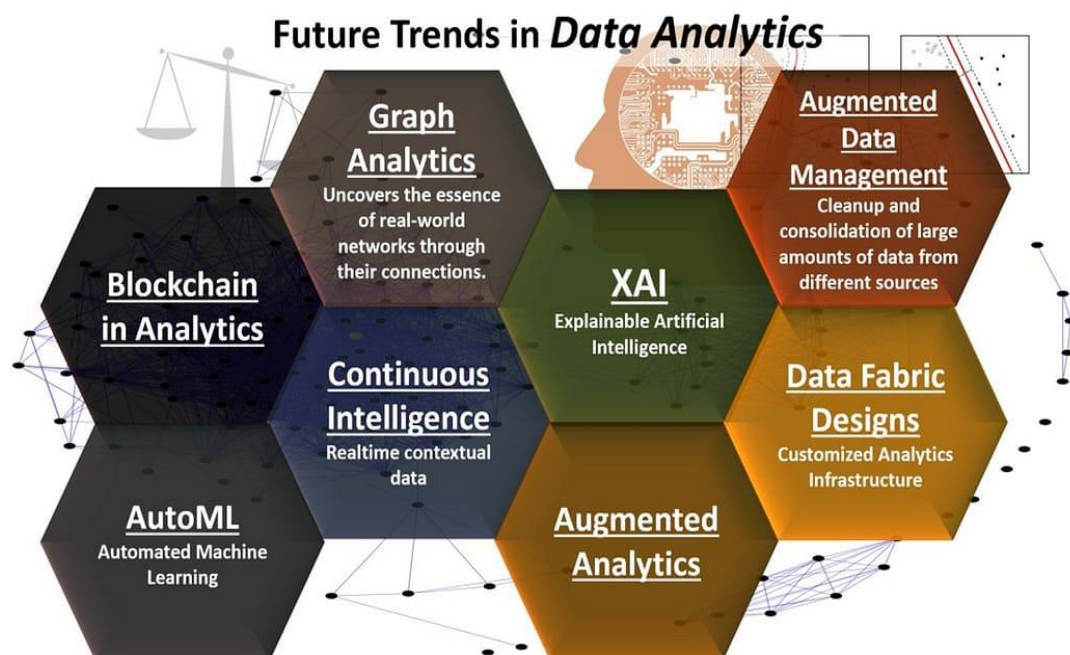 Future Trends in Data Analytics
Graph
Analytics
Uncovers the essence
of real-world
networks through
their connections.
Augmented
Data
Management
Cleanup and
consolidation of large
amounts of data from
different sources
Blockchain
in Analytics
XAI
Explainable Artificial
Intelligence
Continuous
Intelligence
Realtime contextual
data
Data Fabric
Designs
Customized Analytics
Infrastructure
AutoML
Automated Machine
Learning
Augmented
Analytics